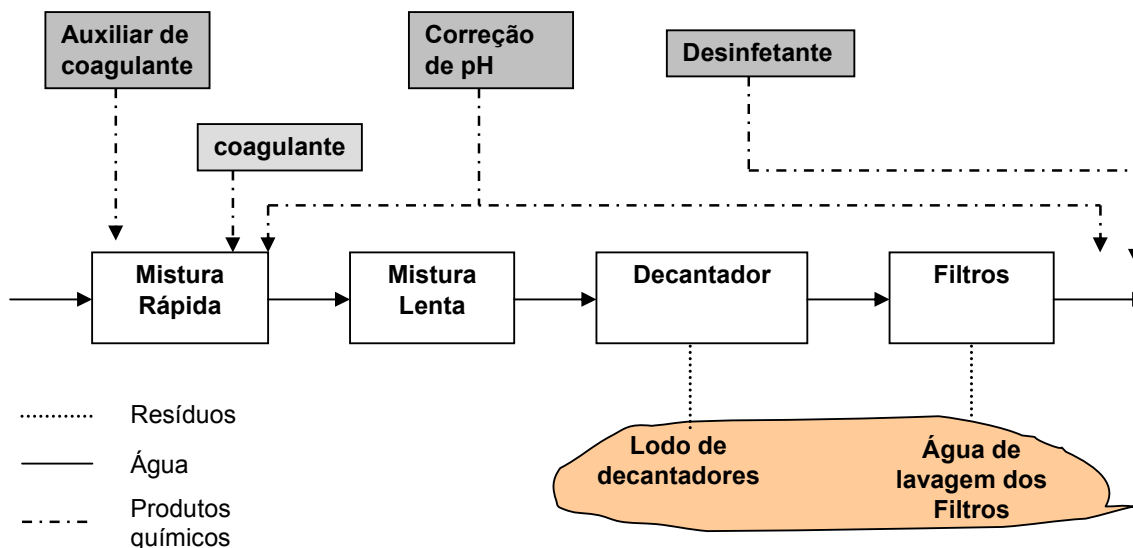 Auxiliar de
coagulante
Correção
de pH
Desinfetante
coagulante
Mistura
Rápida
Mistura
Lenta
Decantador
Filtros
Resíduos
Água
Produtos
químicos
Lodo de
decantadores
Água de
lavagem dos
Filtros